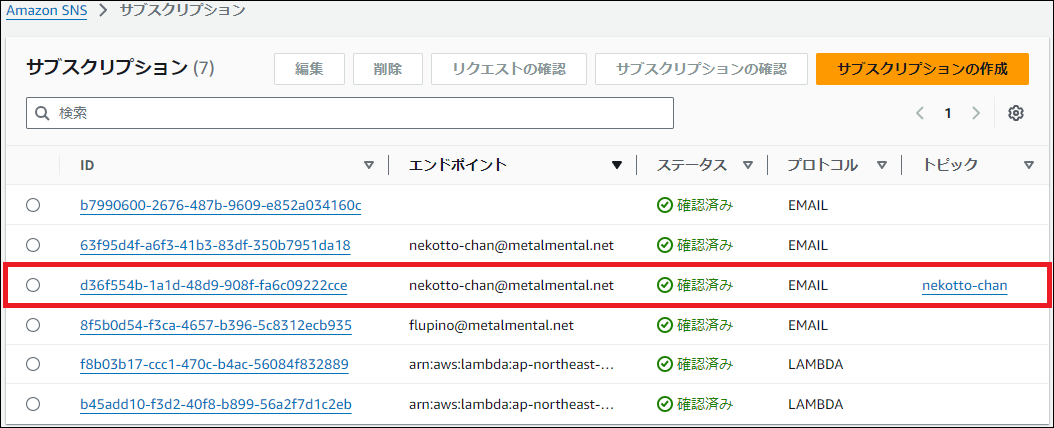 Amazon SNS > サブスクリプション
サブスクリプション (7) 編集 削除 リクエストの確認 サブスクリプションの確認 サブスクリプションの作成
検索 1
ID エンドポイント ステータス プロトコル トピック
b7990600-2676-487b-9609-e852a034160c 確認済み EMAIL
63f95d4f-a6f3-41b3-83df-350b7951da18 nekotto-chan@metalmental.net 確認済み EMAIL
d36f554b-1a1d-48d9-908f-fa6c09222cce nekotto-chan@metalmental.net 確認済み EMAIL nekotto-chan
8f5b0d54-f3ca-4657-b396-5c8312ecb935 flupino@metalmental.net 確認済み EMAIL
f8b03b17-ccc1-470c-b4ac-56084f832889 arn:aws:lambda:ap-northeast-... 確認済み LAMBDA
b45add10-f3d2-40f8-b899-56a2f7d1c2eb arn:aws:lambda:ap-northeast-... 確認済み LAMBDA